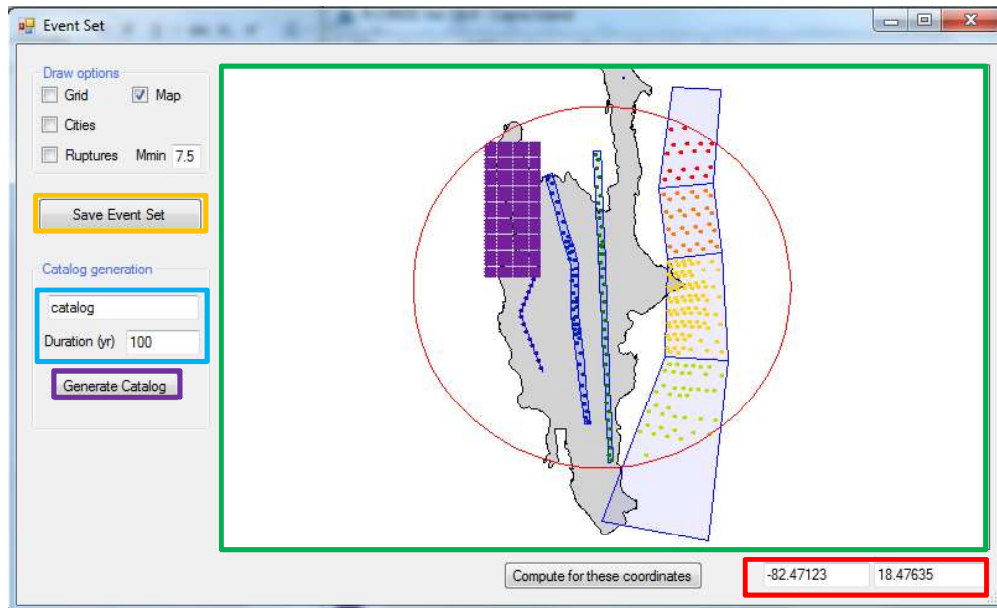 Event Set
Draw options
Grid Map
Cities
Ruptures Mmin 7.5
Save Event Set
Catalog generation
catalog
Duration (yr) 100
Generate Catalog
Compute for these coordinates -82.47123 18.47635